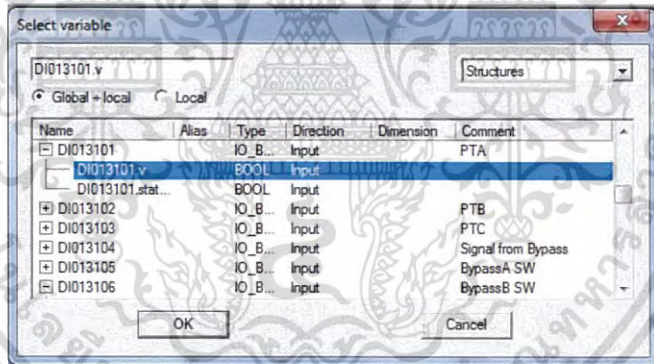 Select variable
DI013101.v
Structures
Global + local Local
Name Alias Type Direction Dimension Comment
DI013101 IO_B... Input PTA
DI013101.v BOOL Input
DI013101.stat... BOOL Input
DI013102 IO_B... Input PTB
DI013103 IO_B... Input PTC
DI013104 IO_B... Input Signal from Bypass
DI013105 IO_B... Input BypassA SW
DI013106 IO_B... Input BypassB SW
OK Cancel